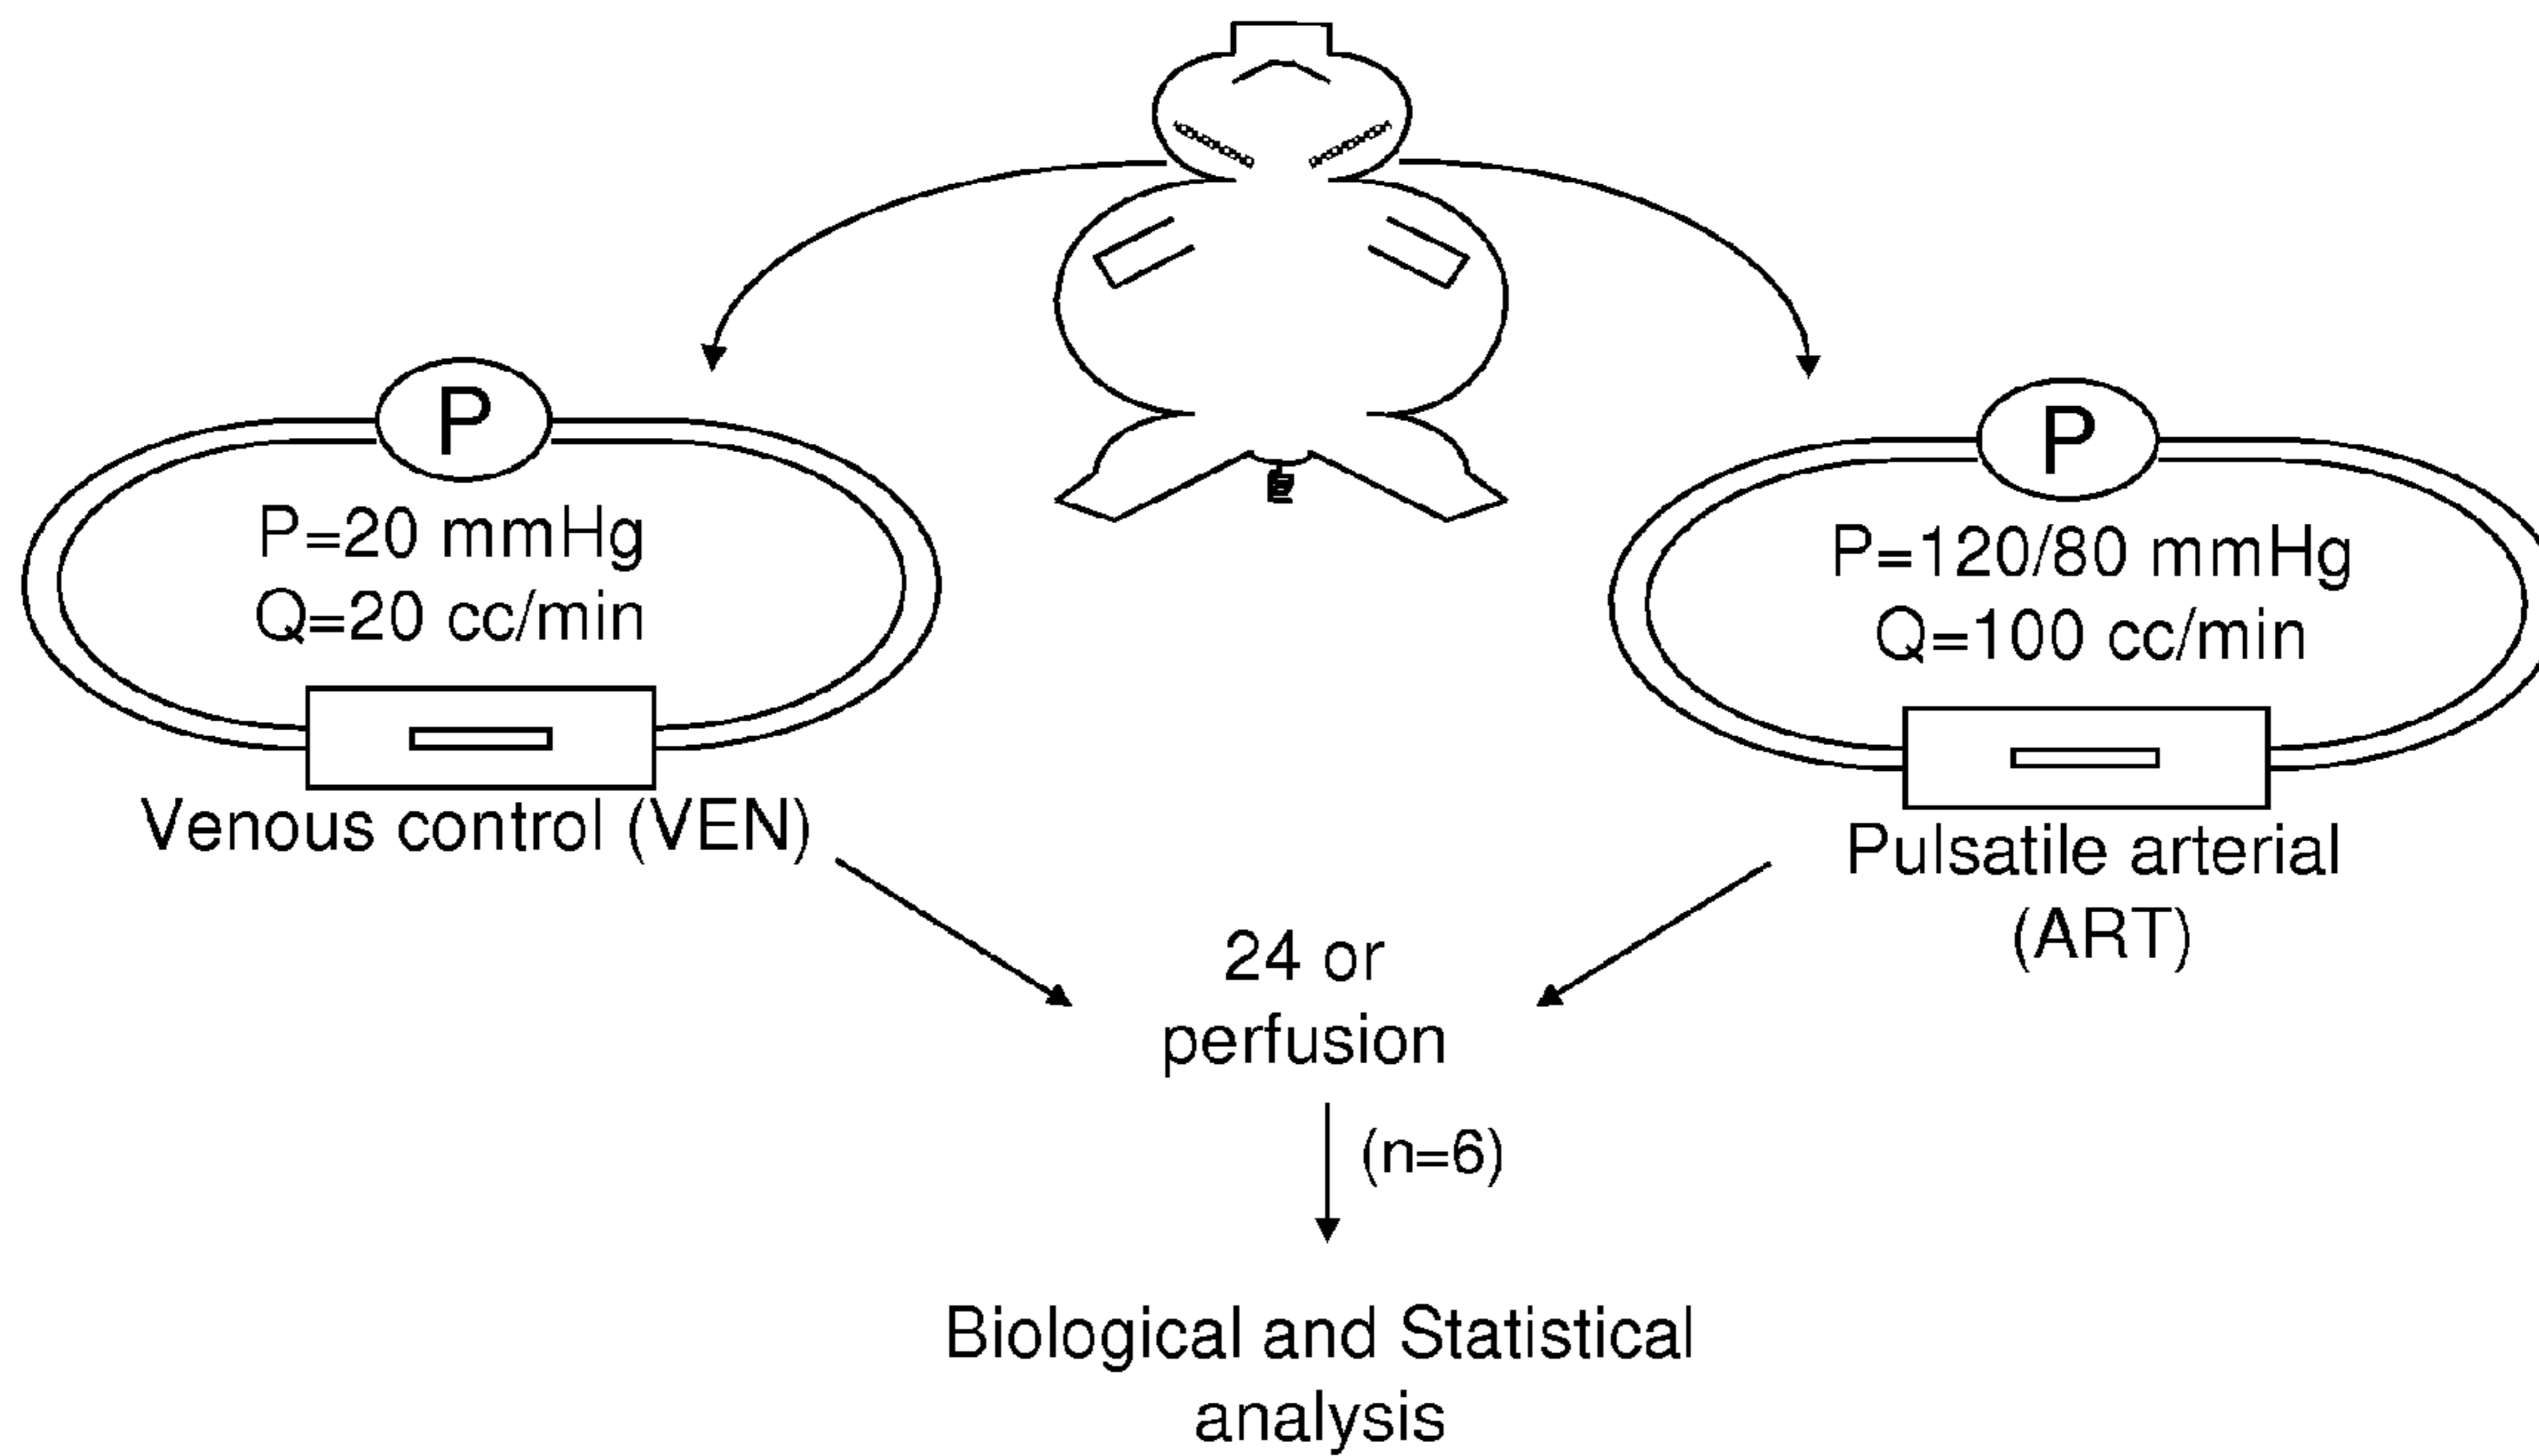 P
P=20 mmHg
Q=20 cc/min
Venous control (VEN)
P
P=120/80 mmHg
Q=100 cc/min
Pulsatile arterial
(ART)
24 or
perfusion
(n=6)
Biological and Statistical
analysis